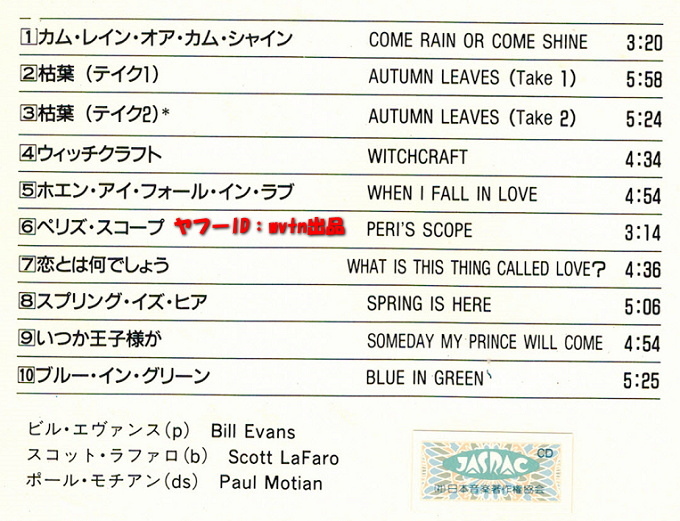 1 カム・レイン・オア・カム・シャイン COME RAIN OR COME SHINE 3:20
2 枯葉（テイク1） AUTUMN LEAVES (Take 1) 5:58
3 枯葉（テイク2）* AUTUMN LEAVES (Take 2) 5:24
4 ウィッチクラフト WITCHCRAFT 4:34
5 ホエン・アイ・フォール・イン・ラブ WHEN I FALL IN LOVE 4:54
6 ペリズ・スコープ ヤフーID：wvtn出品 PERI'S SCOPE 3:14
7 恋とは何でしょう WHAT IS THIS THING CALLED LOVE? 4:36
8 スプリング・イズ・ヒア SPRING IS HERE 5:06
9 いつか王子様が SOMEDAY MY PRINCE WILL COME 4:54
10 ブルー・イン・グリーン BLUE IN GREEN 5:25
ビル・エヴァンス(p) Bill Evans
スコット・ラファロ(b) Scott LaFaro
ポール・モチアン(ds) Paul Motian
JASRAC CD
日本音楽著作権協会